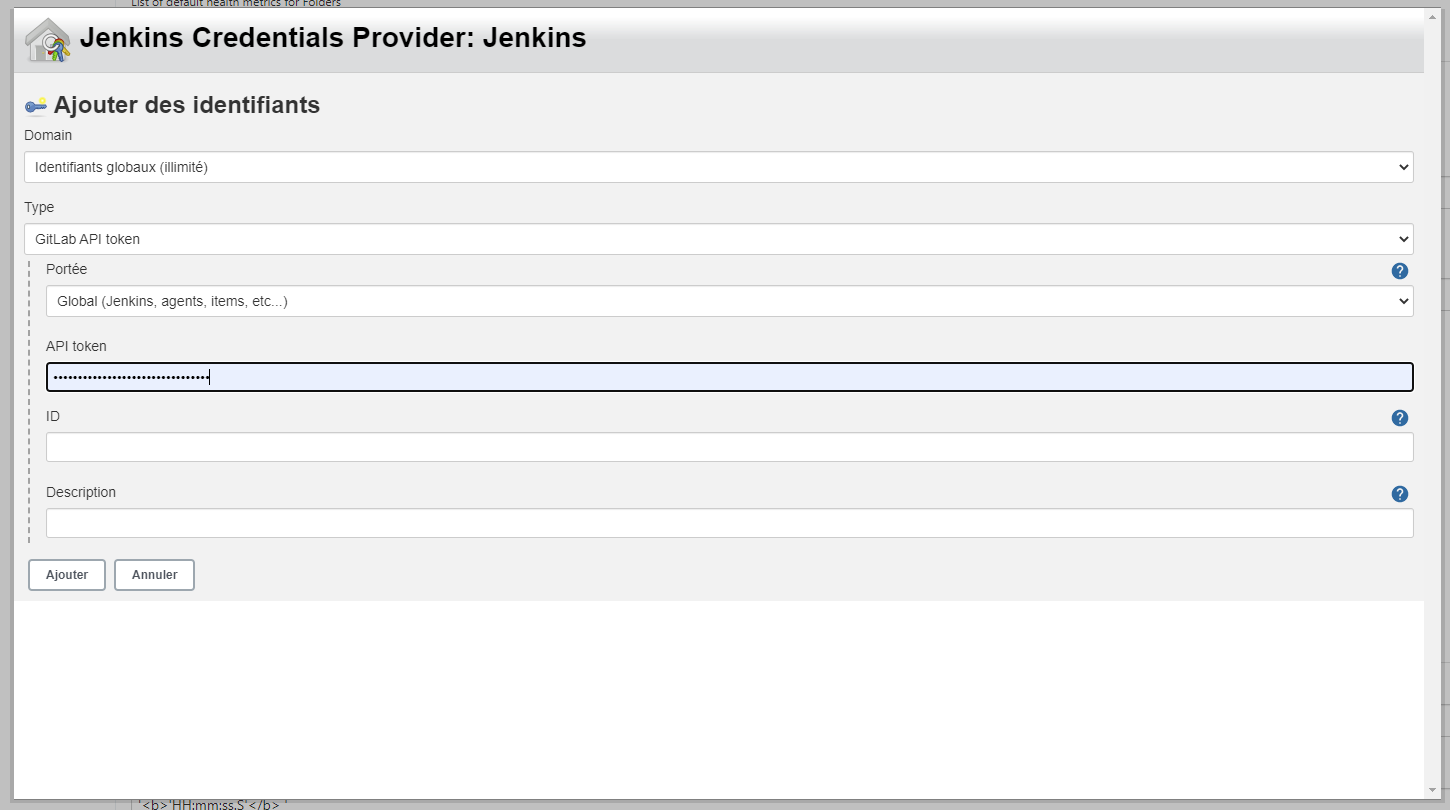 List of default health metrics for Folders
Jenkins Credentials Provider: Jenkins
Ajouter des identifiants
Domain
Identifiants globaux (illimité)
Type
GitLab API token
Portée
?
Global (Jenkins, agents, items, etc...)
API token
••••••••••••••••••••••••••••••••
ID
?
Description
?
Ajouter Annuler
'<b>'HH:mm:ss.S'</b> '